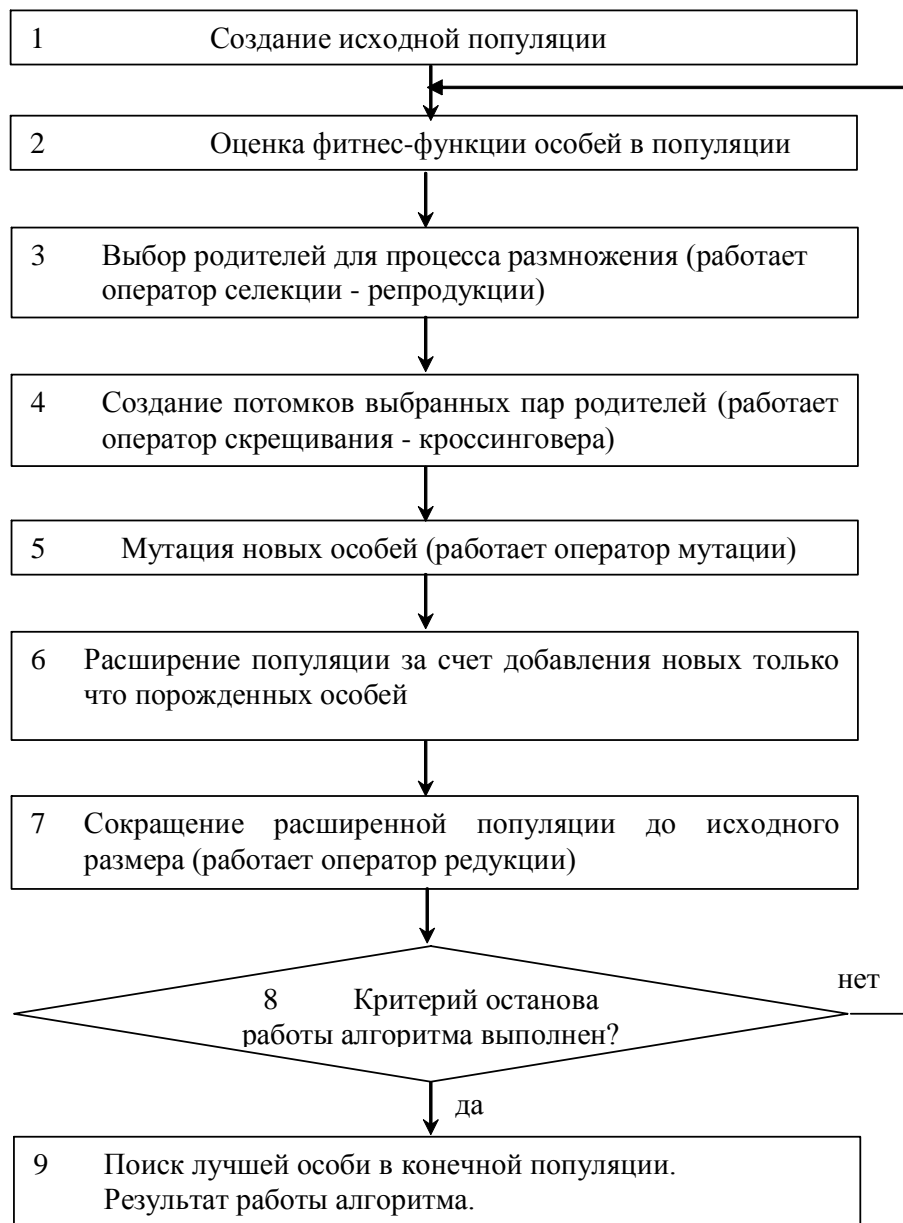 1 Создание исходной популяции
2 Оценка фитнес-функции особей в популяции
3 Выбор родителей для процесса размножения (работает
оператор селекции - репродукции)
4 Создание потомков выбранных пар родителей (работает
оператор скрещивания - кроссинговера)
5 Мутация новых особей (работает оператор мутации)
6 Расширение популяции за счет добавления новых только
что порожденных особей
7 Сокращение расширенной популяции до исходного
размера (работает оператор редукции)
нет
8 Критерий останова
работы алгоритма выполнен?
да
9 Поиск лучшей особи в конечной популяции.
Результат работы алгоритма.